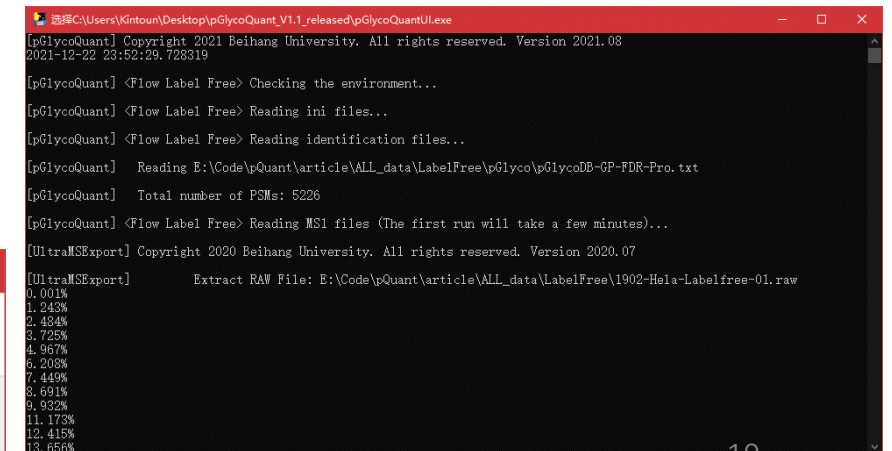 选择C:\Users\Kintoun\Desktop\pGlycoQuant_V1.1_released\pGlycoQuantUI.exe
[pGlycoQuant] Copyright 2021 Beihang University. All rights reserved. Version 2021.08
2021-12-22 23:52:29.728319
[pGlycoQuant] <Flow Label Free> Checking the environment...
[pGlycoQuant] <Flow Label Free> Reading ini files...
[pGlycoQuant] <Flow Label Free> Reading identification files...
[pGlycoQuant] Reading E:\Code\pQuant\article\ALL_data\LabelFree\pGlyco\pGlycoDB-GP-FDR-Pro.txt
[pGlycoQuant] Total number of PSMs: 5226
[pGlycoQuant] <Flow Label Free> Reading MS1 files (The first run will take a few minutes)...
[UltraMSExport] Copyright 2020 Beihang University. All rights reserved. Version 2020.07
[UltraMSExport] Extract RAW File: E:\Code\pQuant\article\ALL_data\LabelFree\1902-Hela-Labelfree-01.raw
0.001%
1.243%
2.484%
3.725%
4.967%
6.208%
7.449%
8.691%
9.932%
11.173%
12.415%
13.656%